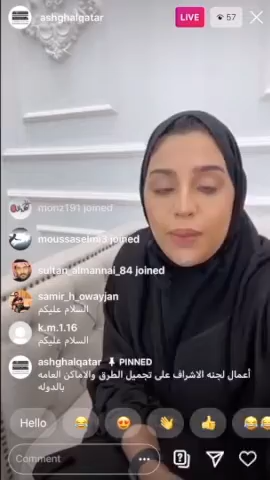 ashghalqatar
LIVE
57
monz191 joined
moussaselmi3 joined
sultan_almannai_84 joined
samir_h_owayjan
السلام عليكم
k.m.1.16
السلام عليكم
ashghalqatar PINNED
أعمال لجنه الاشراف على تجميل الطرق والاماكن العامه
بالدوله
Hello
Comment